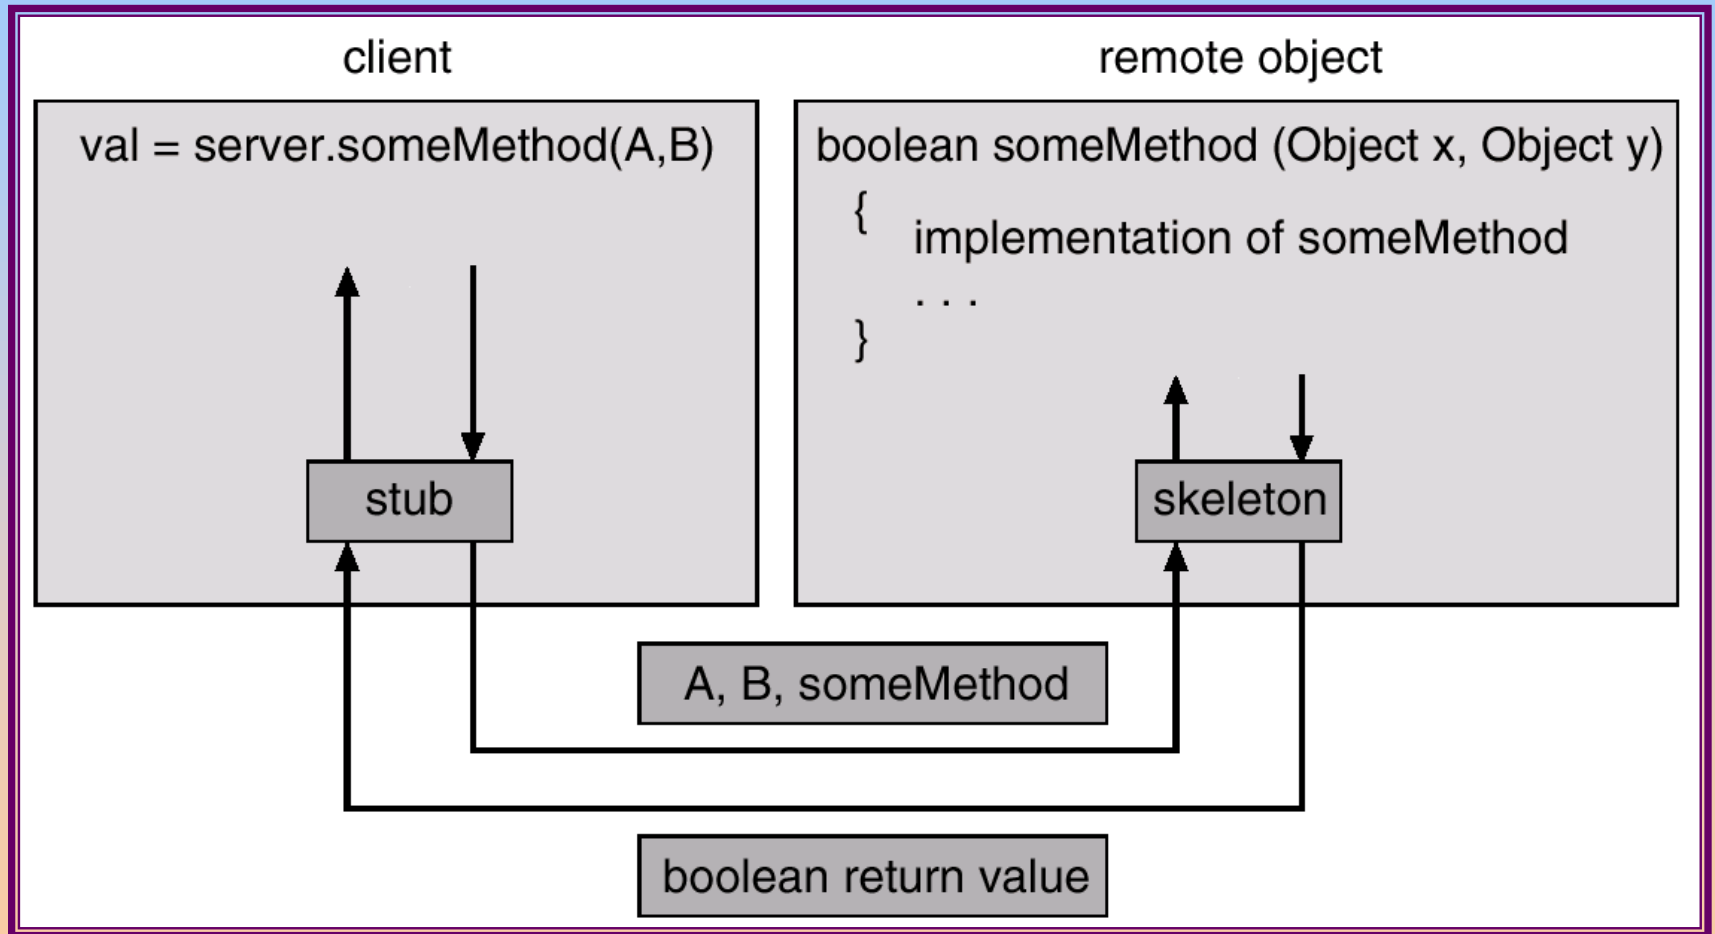 client
val = server.someMethod(A,B)
stub
remote object
boolean someMethod (Object x, Object y)
{
implementation of someMethod
. . .
}
skeleton
A, B, someMethod
boolean return value